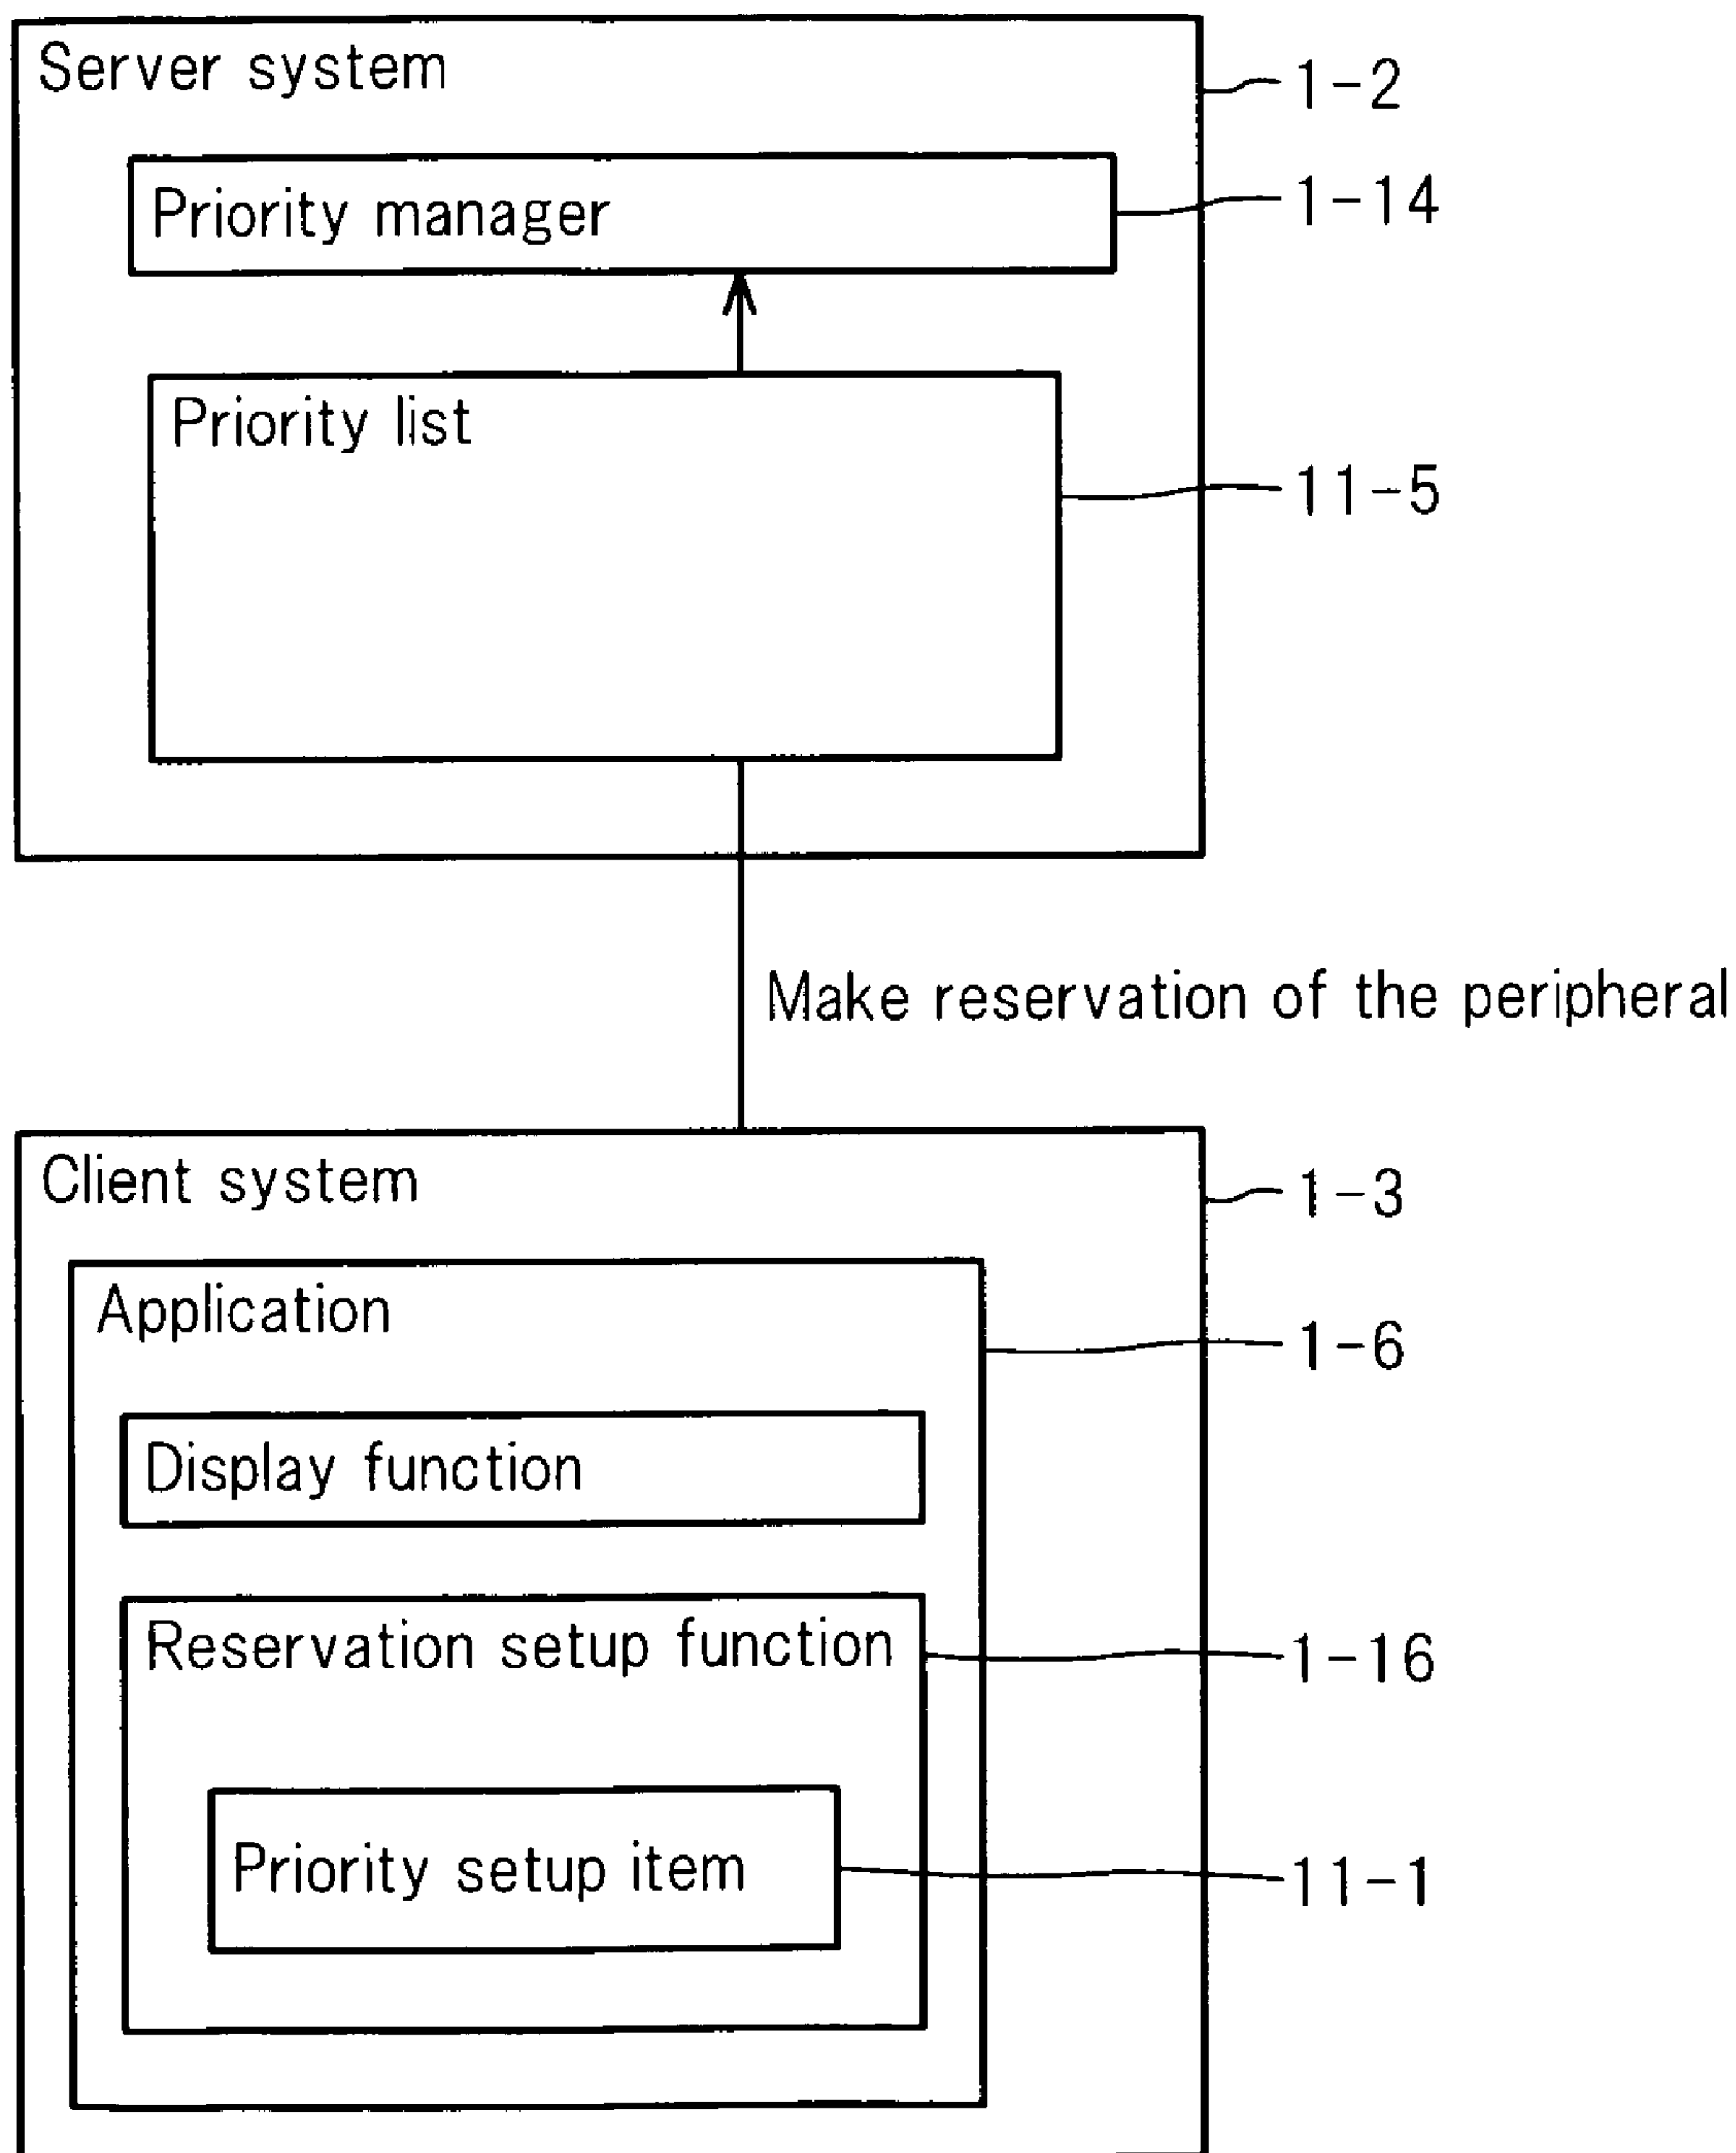 Server system
1-2
Priority manager
1-14
Priority list
11-5
Make reservation of the peripheral
Client system
1-3
Application
1-6
Display function
Reservation setup function
1-16
Priority setup item
11-1